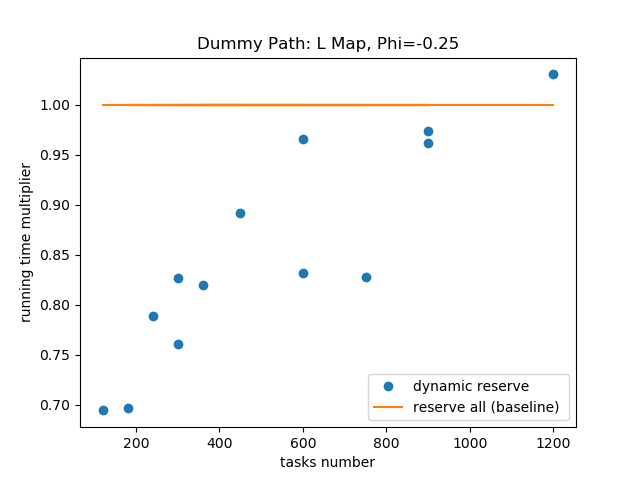 Dummy Path: L Map, Phi=-0.25
running time multiplier
1.00
0.95
0.90
0.85
0.80
0.75
0.70
dynamic reserve
reserve all (baseline)
200
400
600
800
1000
1200
tasks number